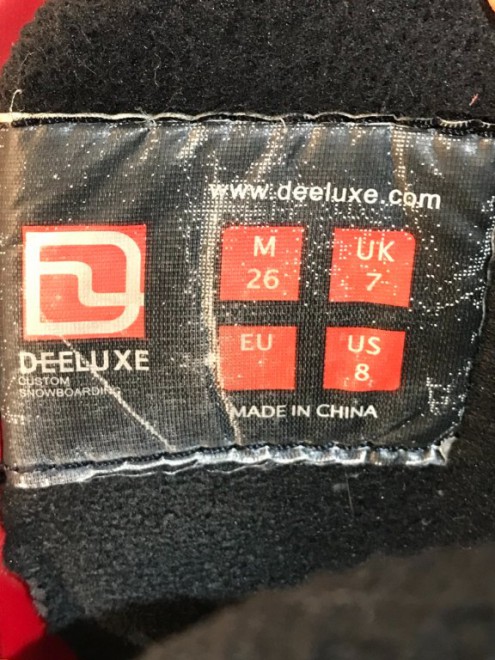 www.deeluxe.com
M
26
UK
7
EU
US
8
DEELUXE
CUSTOM
SNOWBOARDING
MADE IN CHINA